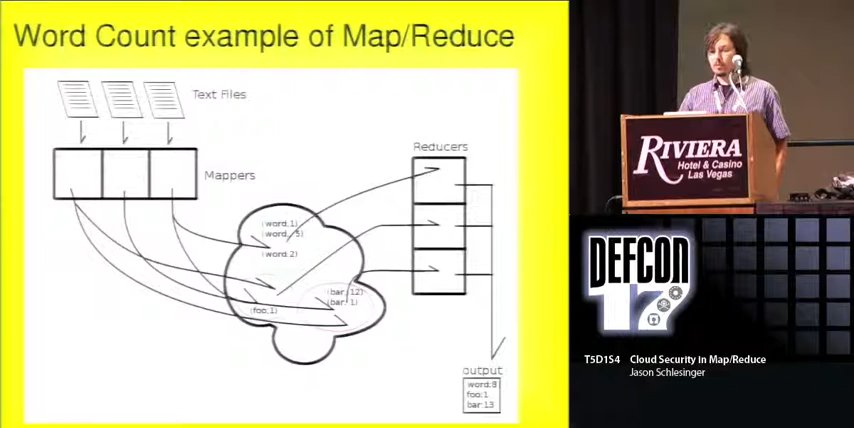 Word Count example of Map/Reduce
Text Files
Mappers
Reducers
(word,1)
(word, 5)
(word:2)
(bar, 12)
(bar, 1)
(foo;1)
output
word:8
foo:1
bar:13
RIVIERA
Hotel & Casino
Las Vegas
DEFCON
17
T5D1S4 Cloud Security in Map/Reduce
Jason Schlesinger